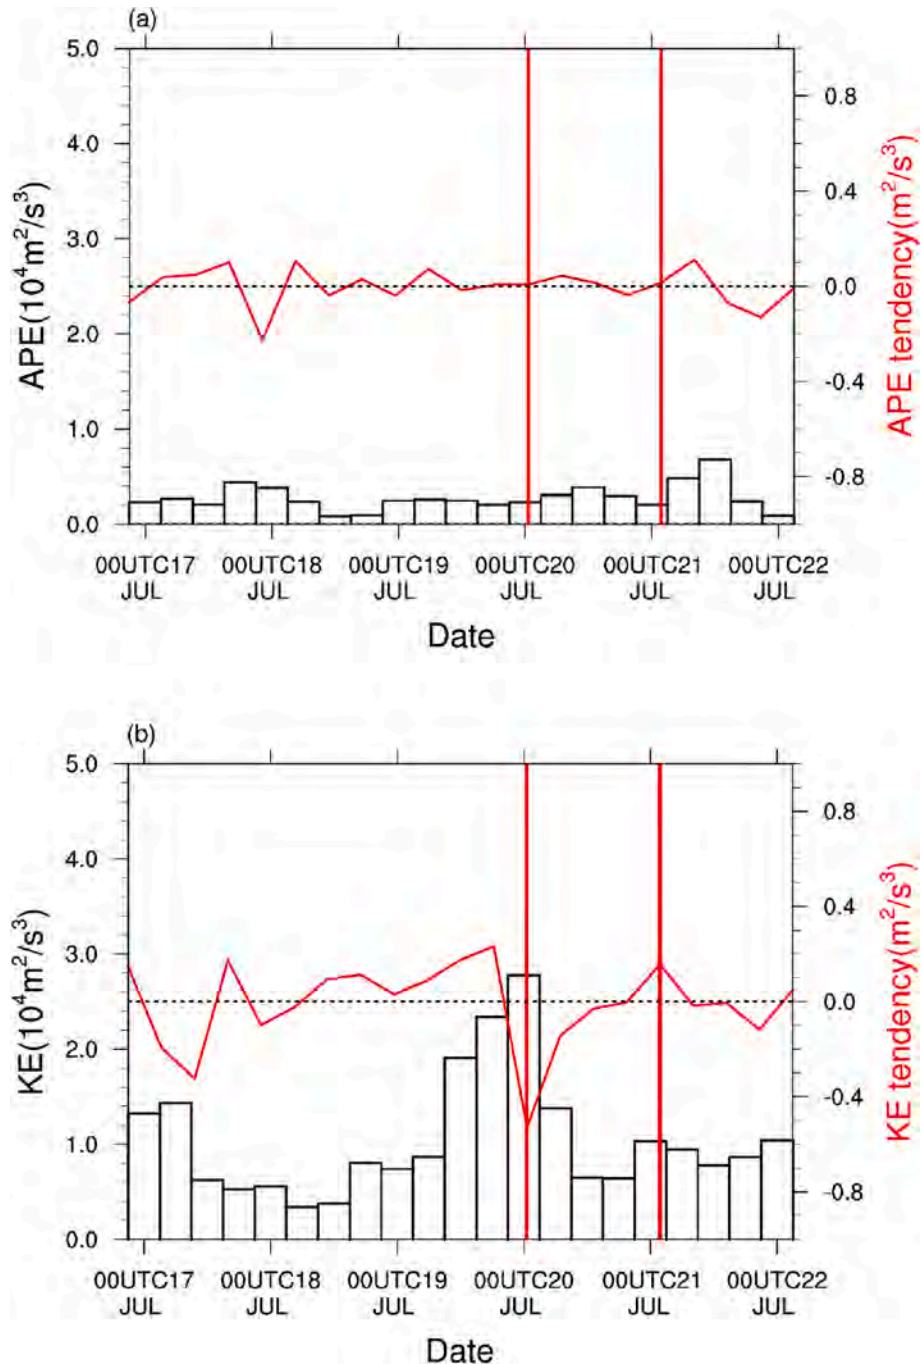 (a)
5.0
4.0
3.0
2.0
1.0
0.0
APE(10⁴m²/s³)
0.8
0.4
0.0
-0.4
-0.8
APE tendency(m²/s³)
00UTC17 00UTC18 00UTC19 00UTC20 00UTC21 00UTC22
JUL JUL JUL JUL JUL JUL
Date
(b)
5.0
4.0
3.0
2.0
1.0
0.0
KE(10⁴m²/s³)
0.8
0.4
0.0
-0.4
-0.8
KE tendency(m²/s³)
00UTC17 00UTC18 00UTC19 00UTC20 00UTC21 00UTC22
JUL JUL JUL JUL JUL JUL
Date